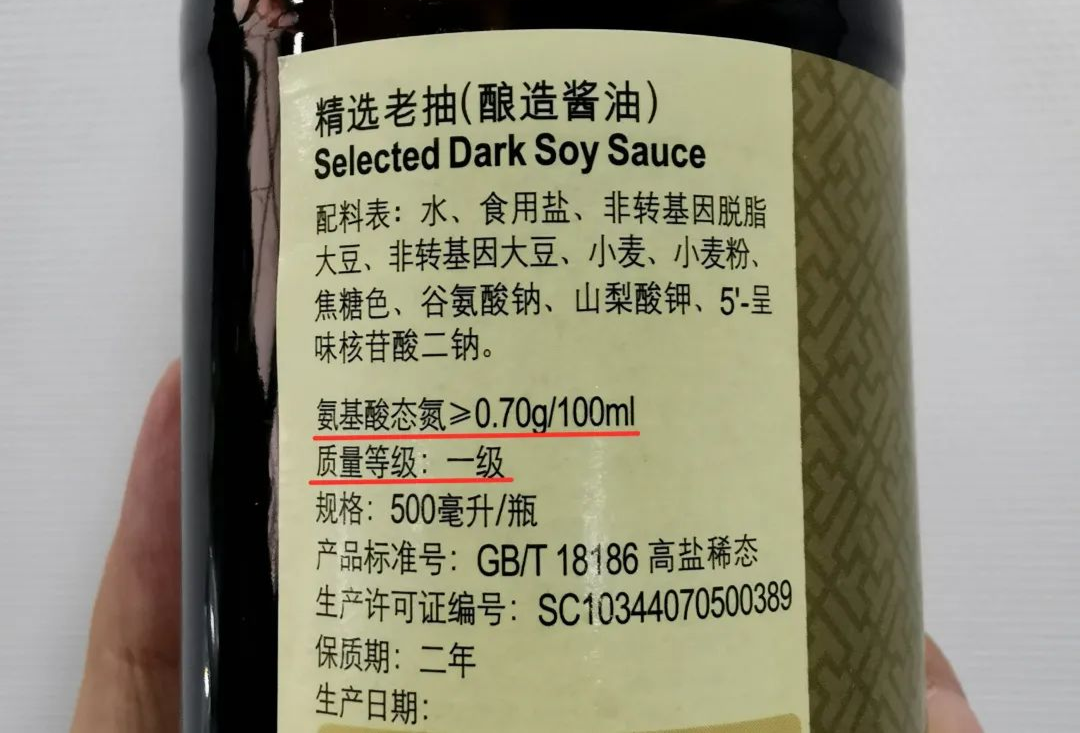 精选老抽(酿造酱油)
Selected Dark Soy Sauce
配料表：水、食用盐、非转基因脱脂
大豆、非转基因大豆、小麦、小麦粉、
焦糖色、谷氨酸钠、山梨酸钾、5'-呈
味核苷酸二钠。
氨基酸态氮≥0.70g/100ml
质量等级：一级
规格：500毫升/瓶
产品标准号：GB/T 18186 高盐稀态
生产许可证编号：SC10344070500389
保质期：二年
生产日期：